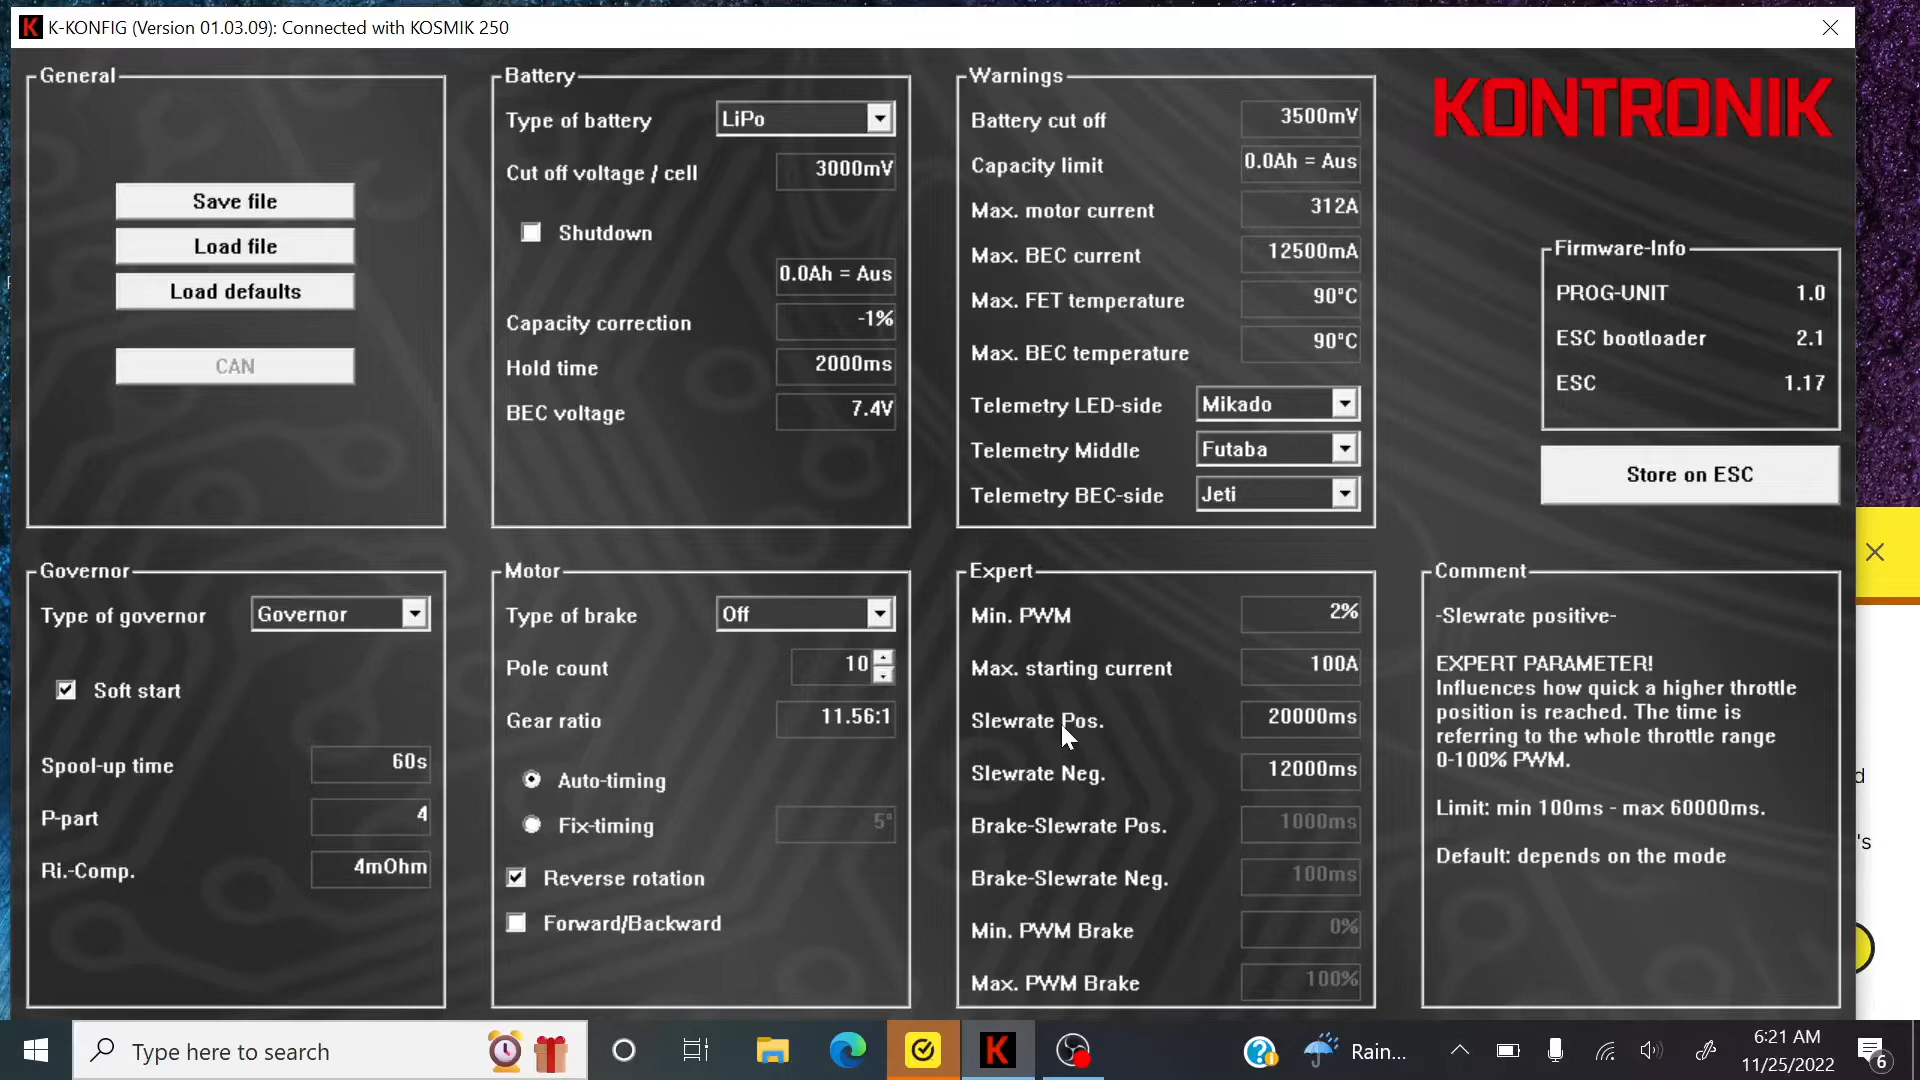 K-KONFIG (Version 01.03.09): Connected with KOSMIK 250
General
Save file
Load file
Load defaults
CAN
Battery
Type of battery LiPo
Cut off voltage / cell 3000mV
Shutdown
0.0Ah = Aus
Capacity correction -1%
Hold time 2000ms
BEC voltage 7.4V
Warnings
Battery cut off 3500mV
Capacity limit 0.0Ah = Aus
Max. motor current 312A
Max. BEC current 12500mA
Max. FET temperature 90°C
Max. BEC temperature 90°C
Telemetry LED-side Mikado
Telemetry Middle Futaba
Telemetry BEC-side Jeti
KONTRONIK
Firmware-Info
PROG-UNIT 1.0
ESC bootloader 2.1
ESC 1.17
Store on ESC
Governor
Type of governor Governor
Soft start
Spool-up time 60s
P-part 4
Ri.-Comp. 4mOhm
Motor
Type of brake Off
Pole count 10
Gear ratio 11.56:1
Auto-timing
Fix-timing 5°
Reverse rotation
Forward/Backward
Expert
Min. PWM 2%
Max. starting current 100A
Slewrate Pos. 20000ms
Slewrate Neg. 12000ms
Brake-Slewrate Pos. 1000ms
Brake-Slewrate Neg. 100ms
Min. PWM Brake 0%
Max. PWM Brake 100%
Comment
-Slewrate positive-
EXPERT PARAMETER!
Influences how quick a higher throttle
position is reached. The time is
referring to the whole throttle range
0-100% PWM.
Limit: min 100ms - max 60000ms.
Default: depends on the mode
d
's
Type here to search
K
Rain...
6:21 AM
11/25/2022
6